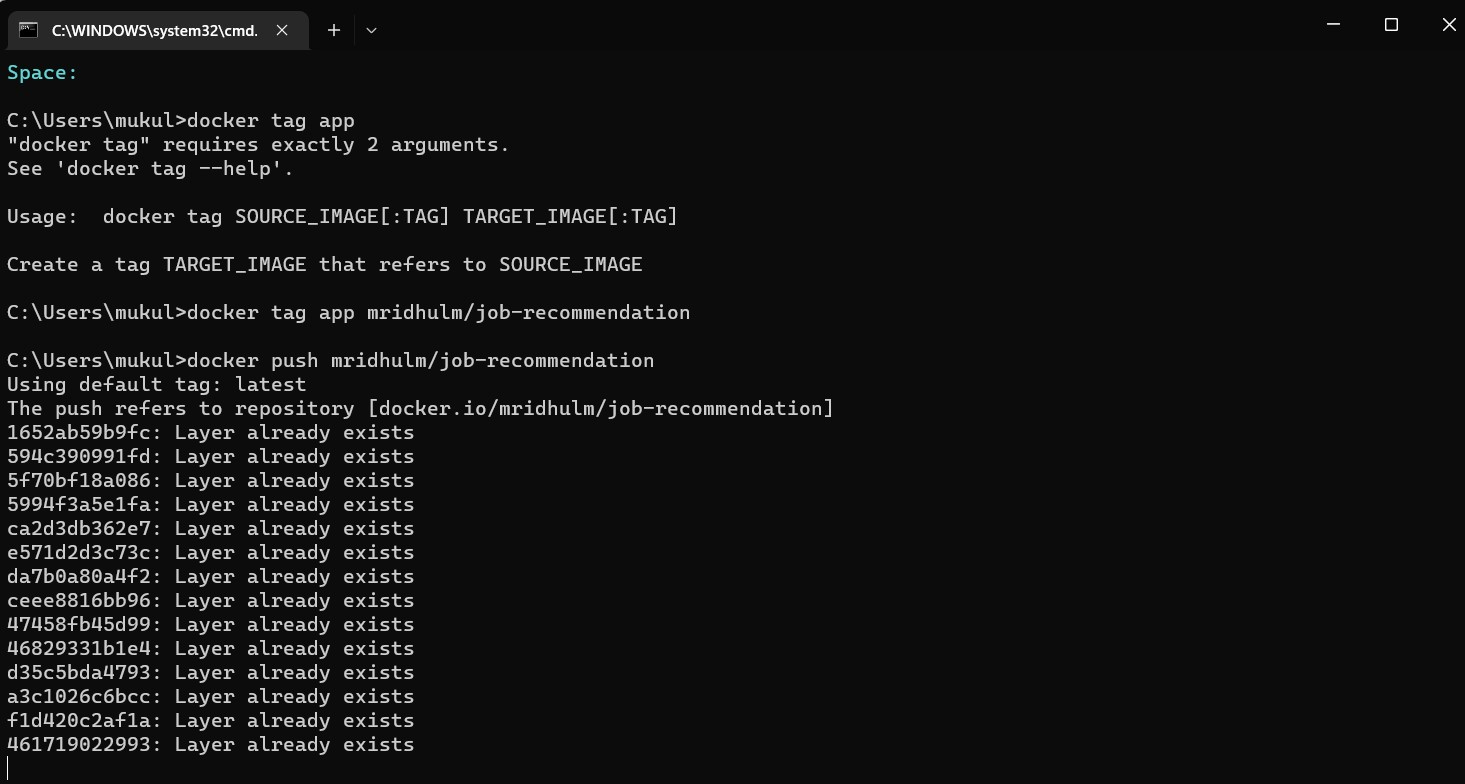 C:\WINDOWS\system32\cmd.
Space:
C:\Users\mukul>docker tag app
"docker tag" requires exactly 2 arguments.
See 'docker tag --help'.
Usage:  docker tag SOURCE_IMAGE[:TAG] TARGET_IMAGE[:TAG]
Create a tag TARGET_IMAGE that refers to SOURCE_IMAGE
C:\Users\mukul>docker tag app mridhulm/job-recommendation
C:\Users\mukul>docker push mridhulm/job-recommendation
Using default tag: latest
The push refers to repository [docker.io/mridhulm/job-recommendation]
1652ab59b9fc: Layer already exists
594c390991fd: Layer already exists
5f70bf18a086: Layer already exists
5994f3a5e1fa: Layer already exists
ca2d3db362e7: Layer already exists
e571d2d3c73c: Layer already exists
da7b0a80a4f2: Layer already exists
ceee8816bb96: Layer already exists
47458fb45d99: Layer already exists
46829331b1e4: Layer already exists
d35c5bda4793: Layer already exists
a3c1026c6bcc: Layer already exists
f1d420c2af1a: Layer already exists
461719022993: Layer already exists